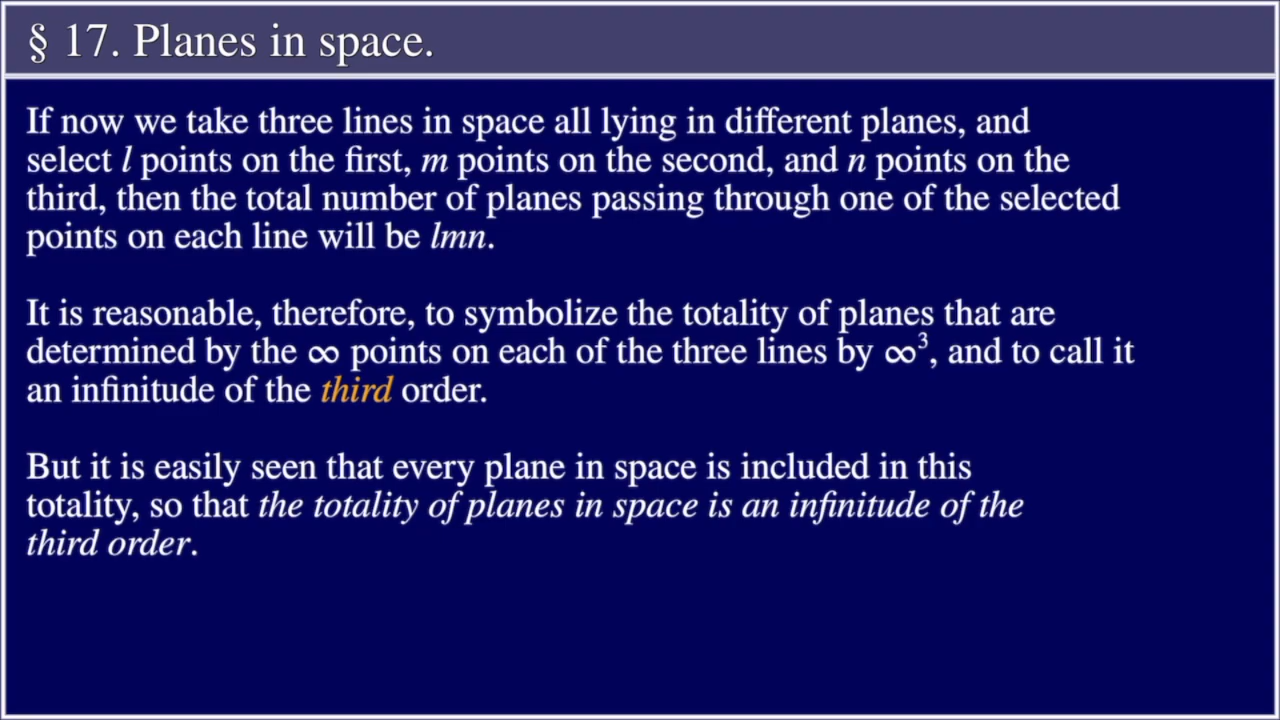 § 17. Planes in space.
If now we take three lines in space all lying in different planes, and
select l points on the first, m points on the second, and n points on the
third, then the total number of planes passing through one of the selected
points on each line will be lmn.
It is reasonable, therefore, to symbolize the totality of planes that are
determined by the ∞ points on each of the three lines by ∞³, and to call it
an infinitude of the third order.
But it is easily seen that every plane in space is included in this
totality, so that the totality of planes in space is an infinitude of the
third order.